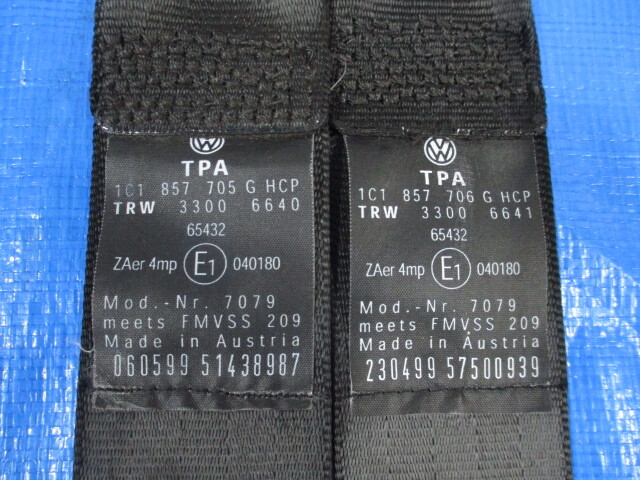 TPA
1C1 857 705 G HCP
TRW 3300 6640
65432
ZAer 4mp E1 040180
Mod.-Nr. 7079
meets FMVSS 209
Made in Austria
060599 51438987
TPA
1C1 857 706 G HCP
TRW 3300 6641
65432
ZAer 4mp E1 040180
Mod.-Nr. 7079
meets FMVSS 209
Made in Austria
230499 57500939